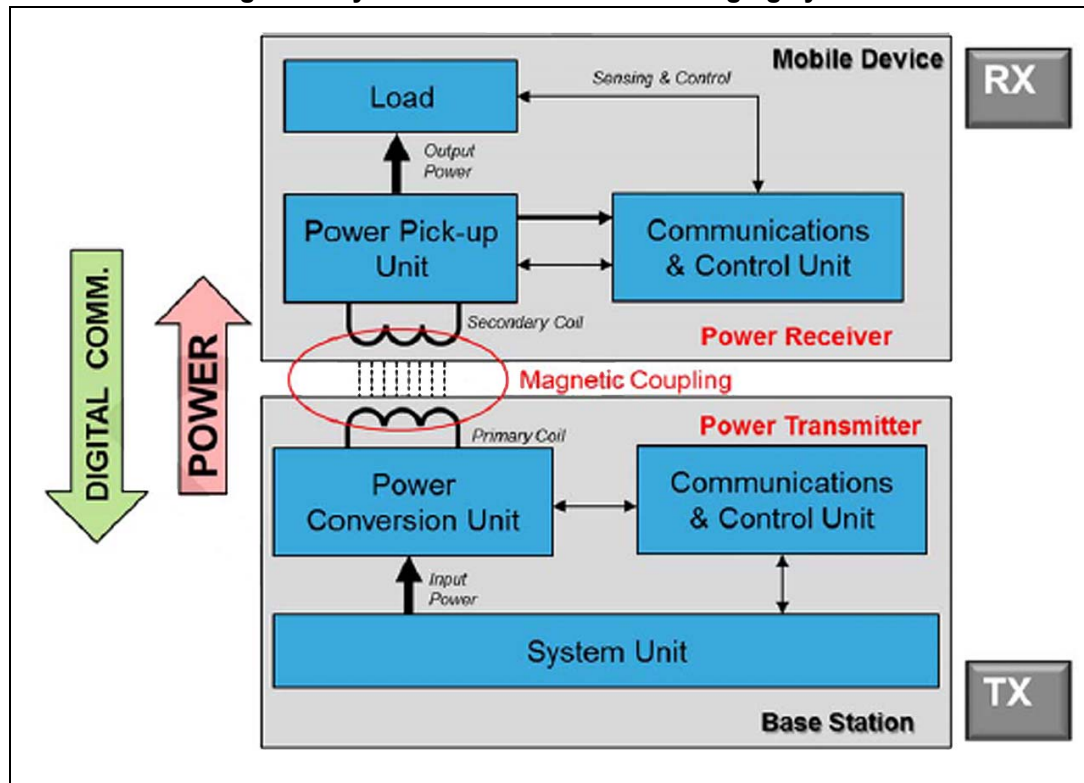 Mobile Device
RX
Load
Sensing & Control
Output
Power
Power Pick-up
Unit
Communications
& Control Unit
Secondary Coil
Power Receiver
DIGITAL COMM.
POWER
Magnetic Coupling
Primary Coil
Power Transmitter
Power
Conversion Unit
Communications
& Control Unit
Input
Power
System Unit
Base Station
TX